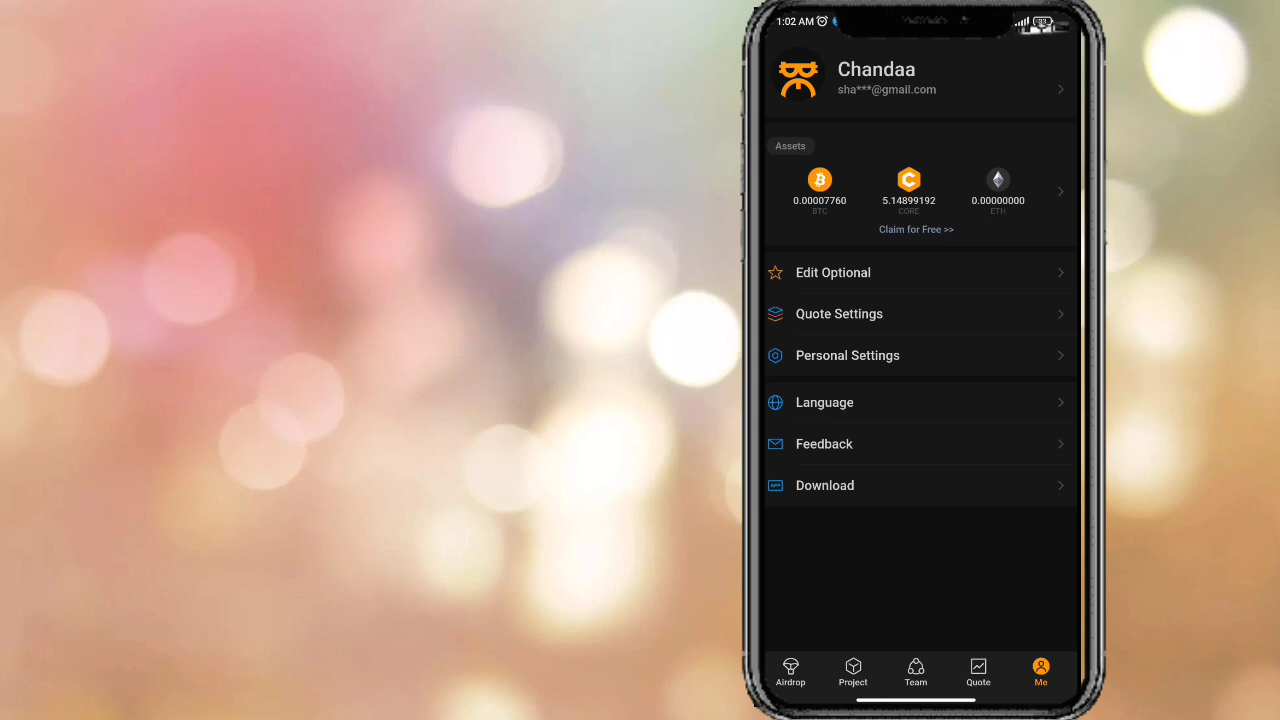 1:02 AM
33
Chandaa
sha***@gmail.com
Assets
0.00007760 5.14899192 0.00000000
BTC CORE ETH
Claim for Free >>
Edit Optional
Quote Settings
Personal Settings
Language
Feedback
Download
Airdrop Project Team Quote Me